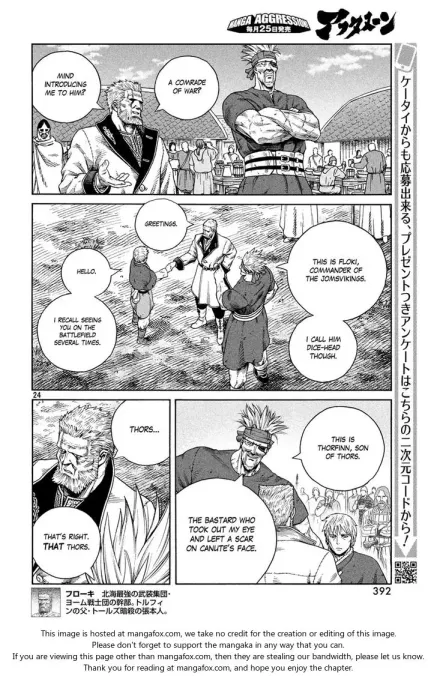 MANGA AGGRESSION
毎月25日発売
アフタヌーン
MIND
INTRODUCING
ME TO HIM?
A COMRADE
OF WAR?
GREETINGS.
THIS IS FLOKI,
COMMANDER
OF THE
JOMSVIKINGS.
HELLO.
I RECALL SEEING
YOU ON THE
BATTLEFIELD
SEVERAL TIMES.
I CALL HIM
DICE-HEAD
THOUGH.
24
THORS...
THIS IS
THORFINN, SON
OF THORS.
THE BASTARD WHO
TOOK OUT MY EYE
AND LEFT A SCAR
ON CANUTE'S FACE.
THAT'S RIGHT.
THAT THORS.
ケータイからも応募出来る、プレゼントつきアンケートはこちらの二次元コードから!
392
フローキ 北海最強の武装集団・
ヨーム戦士団の幹部。トルフィ
ンの父・トールズ暗殺の張本人。
This image is hosted at mangafox.com, we take no credit for the creation or editing of this image.
Please don't forget to support the mangaka in any way that you can.
If you are viewing this page other than mangafox.com, then they are stealing our bandwidth, please let us know.
Thank you for reading at mangafox.com, and hope you enjoy the chapter.